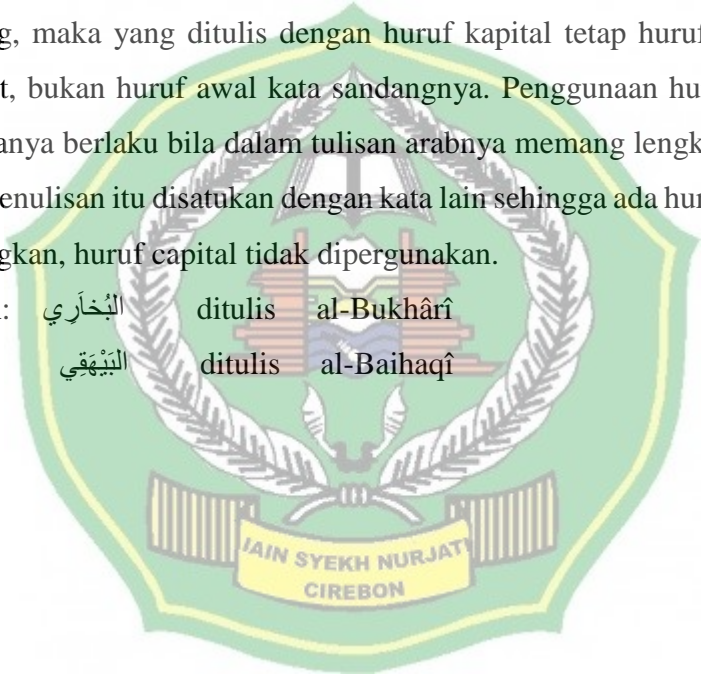 g, maka yang ditulis dengan huruf kapital tetap huruf
t, bukan huruf awal kata sandangnya. Penggunaan hu
anya berlaku bila dalam tulisan arabnya memang lengk
enulisan itu disatukan dengan kata lain sehingga ada hur
gkan, huruf capital tidak dipergunakan.
: البُخاَرِي ditulis al-Bukhârî
البَيْهَقِي ditulis al-Baihaqî
IAIN SYEKH NURJATI
CIREBON